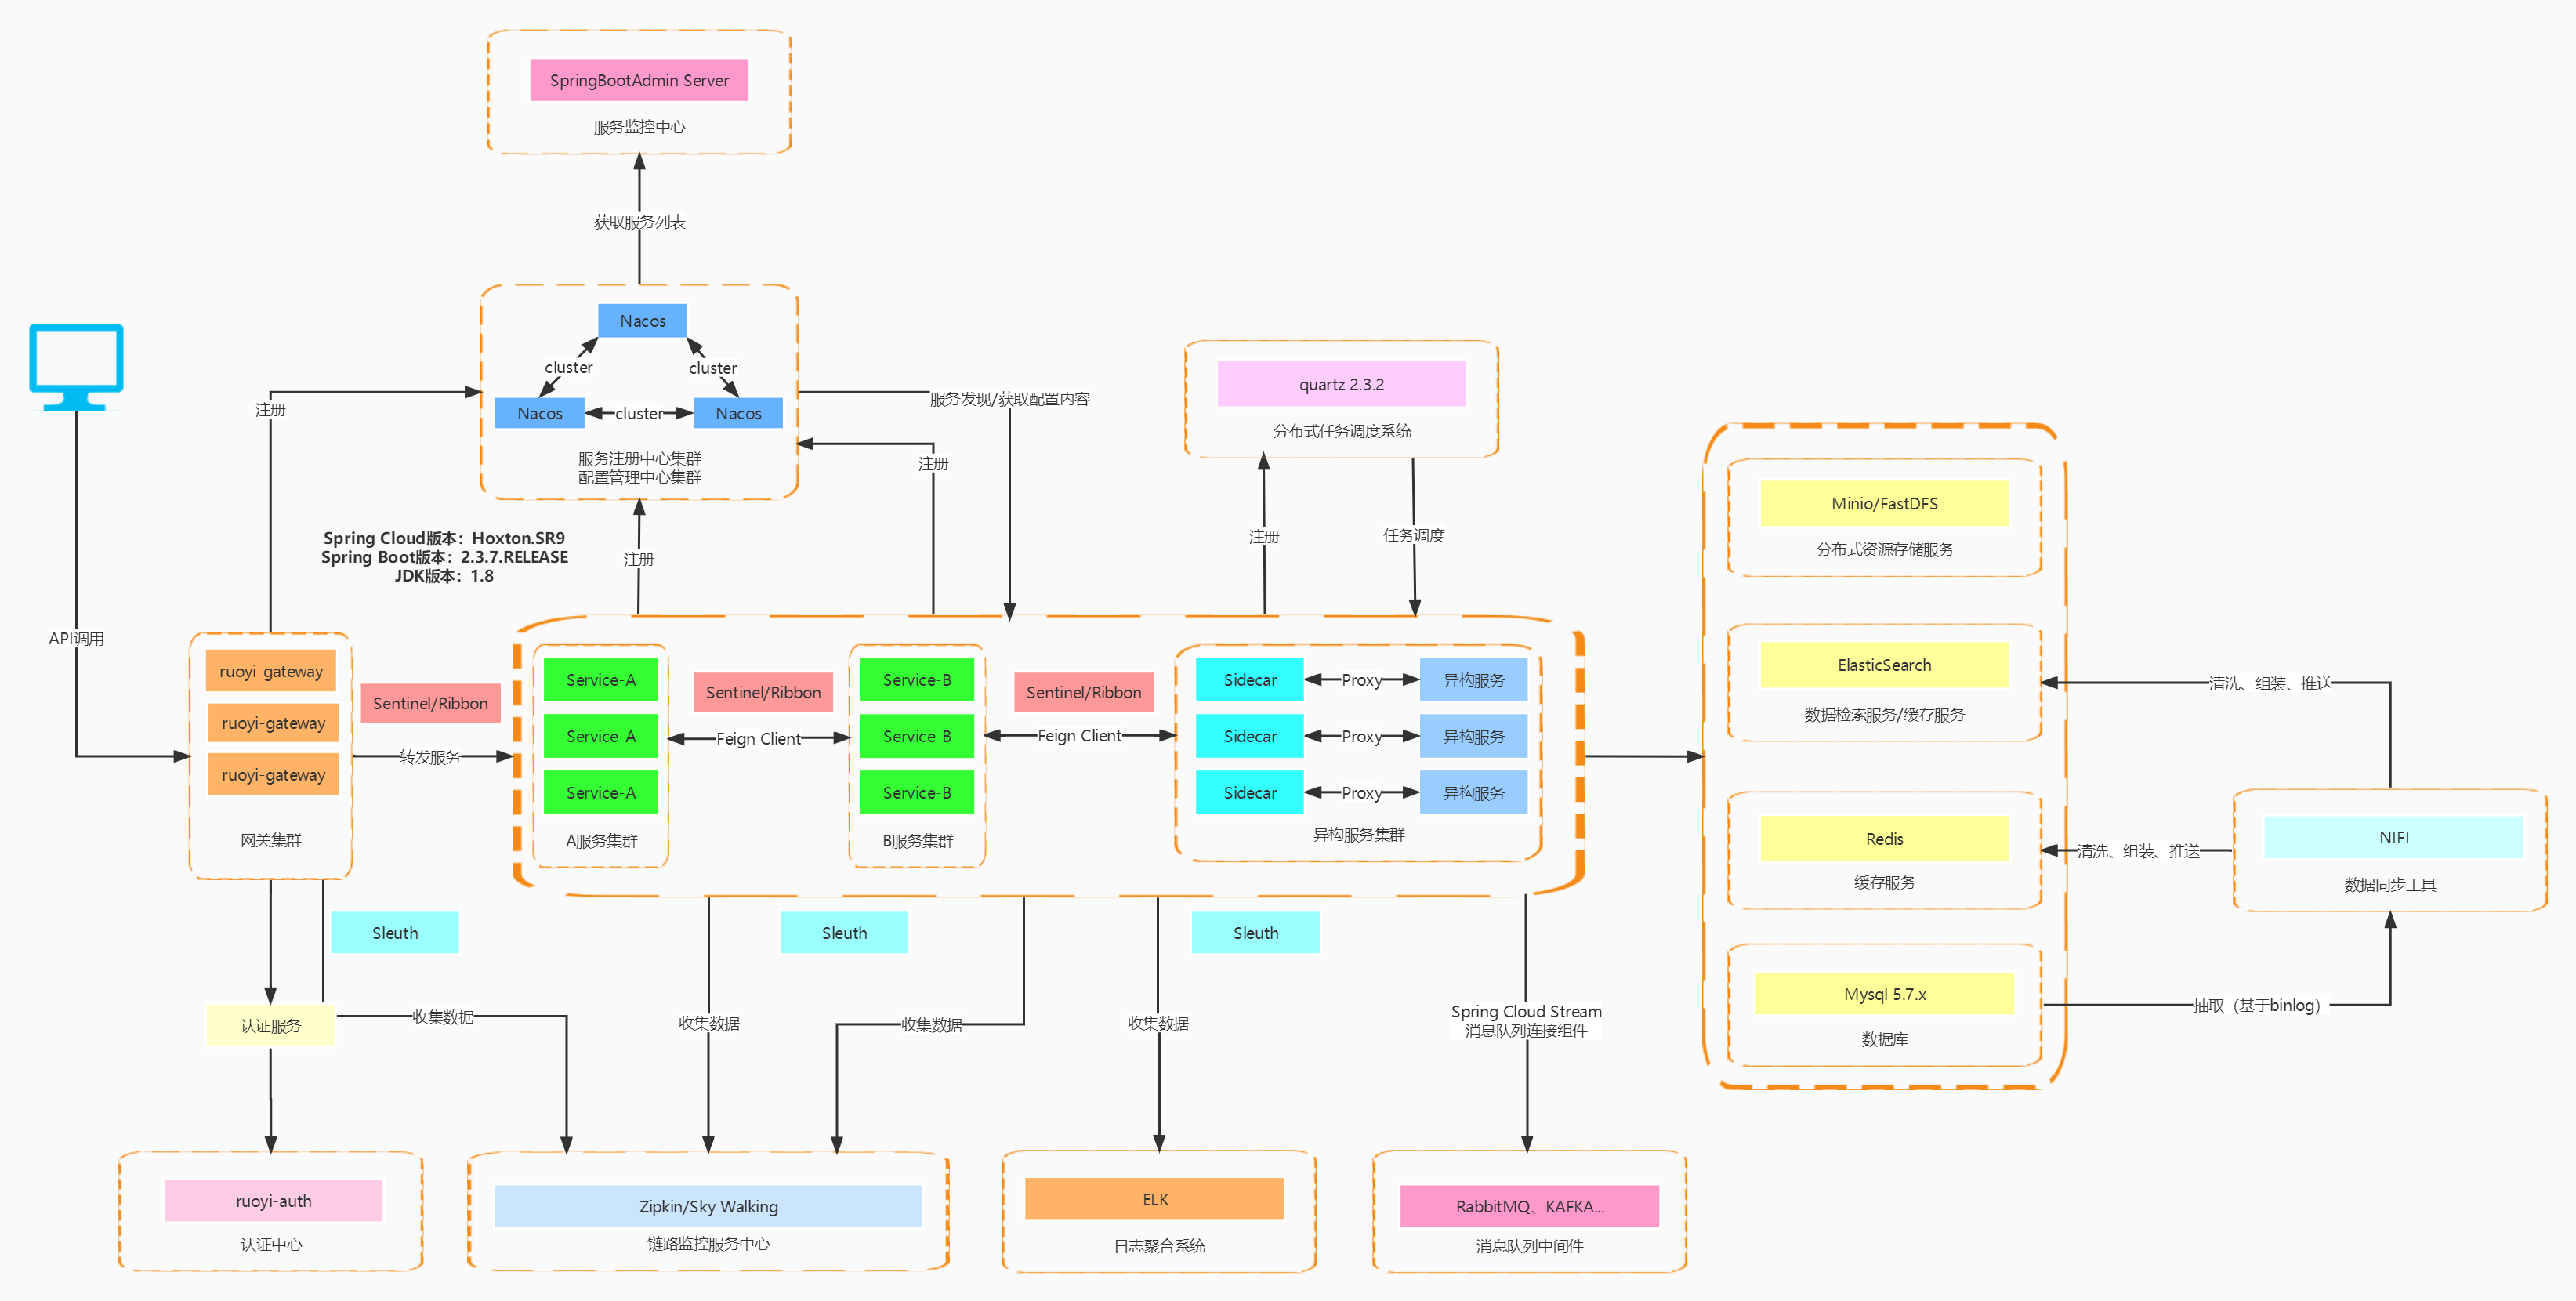 SpringBootAdmin Server
服务监控中心
获取服务列表
Nacos
cluster
cluster
Nacos
cluster
Nacos
服务注册中心集群
配置管理中心集群
注册
服务发现/获取配置内容
注册
注册
quartz 2.3.2
分布式任务调度系统
注册
任务调度
Spring Cloud版本：Hoxton.SR9
Spring Boot版本：2.3.7.RELEASE
JDK版本：1.8
API调用
ruoyi-gateway
ruoyi-gateway
ruoyi-gateway
网关集群
Sentinel/Ribbon
转发服务
Service-A
Service-A
Service-A
A服务集群
Sentinel/Ribbon
Feign Client
Service-B
Service-B
Service-B
B服务集群
Sentinel/Ribbon
Feign Client
Sidecar
Proxy
异构服务
Sidecar
Proxy
异构服务
Sidecar
Proxy
异构服务
异构服务集群
Minio/FastDFS
分布式资源存储服务
ElasticSearch
数据检索服务/缓存服务
Redis
缓存服务
Mysql 5.7.x
数据库
清洗、组装、推送
清洗、组装、推送
NIFI
数据同步工具
抽取（基于binlog）
Sleuth
Sleuth
Sleuth
认证服务
收集数据
收集数据
收集数据
收集数据
Spring Cloud Stream
消息队列连接组件
ruoyi-auth
认证中心
Zipkin/Sky Walking
链路监控服务中心
ELK
日志聚合系统
RabbitMQ、KAFKA...
消息队列中间件